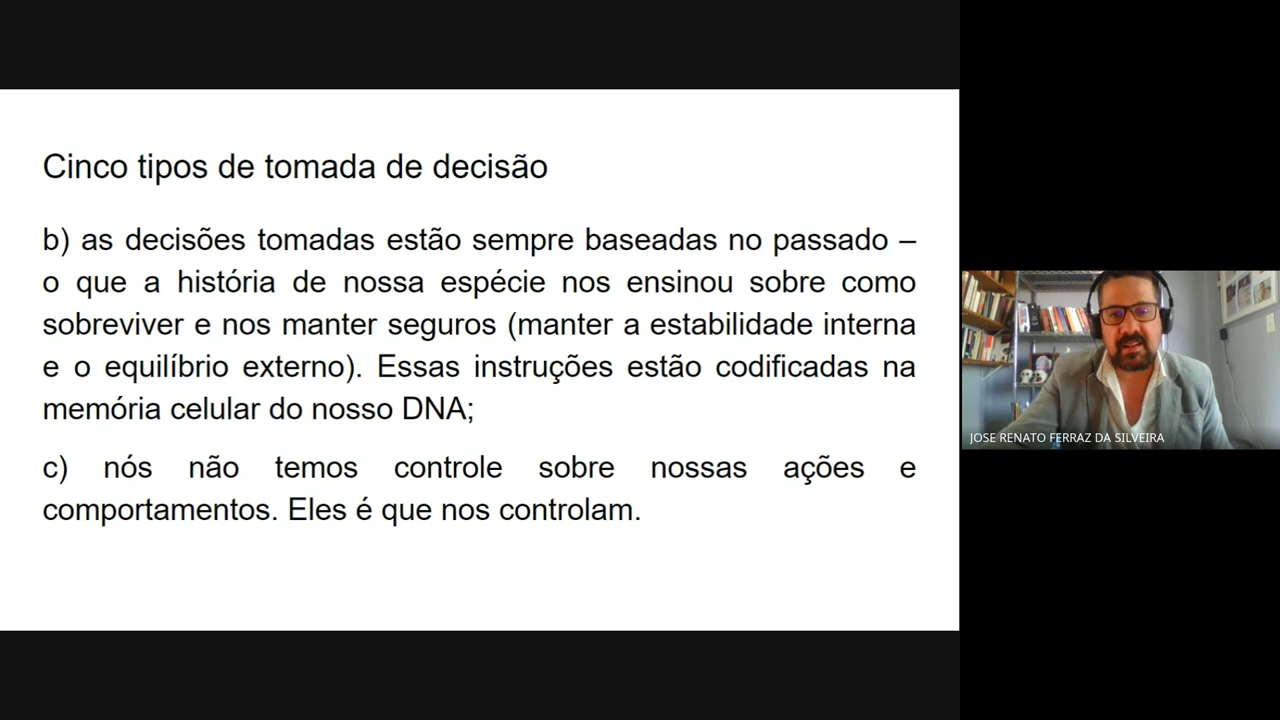 Cinco tipos de tomada de decisão
b) as decisões tomadas estão sempre baseadas no passado –
o que a história de nossa espécie nos ensinou sobre como
sobreviver e nos manter seguros (manter a estabilidade interna
e o equilíbrio externo). Essas instruções estão codificadas na
memória celular do nosso DNA;
c) nós não temos controle sobre nossas ações e
comportamentos. Eles é que nos controlam.
JOSE RENATO FERRAZ DA SILVEIRA